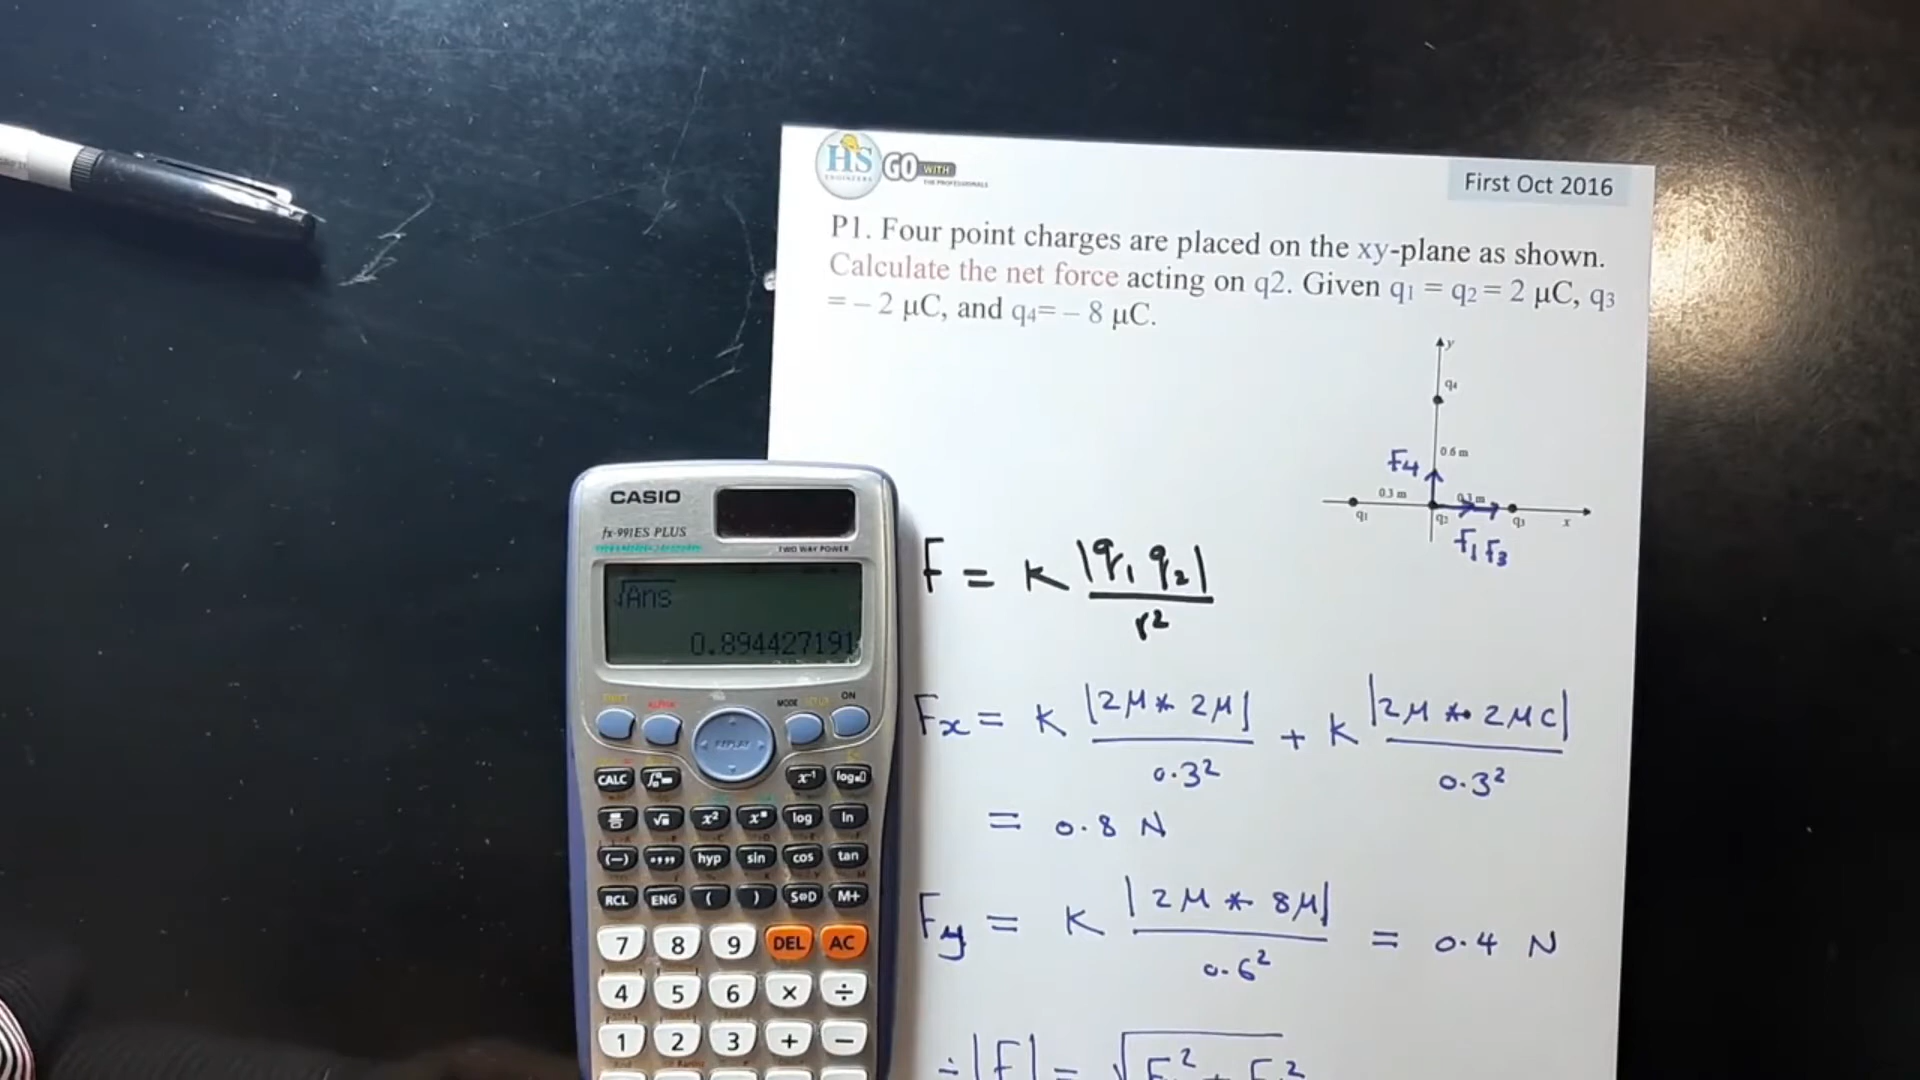 HS
ENGINEERS
GO WITH
THE PROFESSIONALS
First Oct 2016
P1. Four point charges are placed on the xy-plane as shown.
Calculate the net force acting on q2. Given q1 = q2 = 2 μC, q3
= – 2 μC, and q4= – 8 μC.
y
q4
0.6 m
F4
0.3 m
0.3 m
q1
q2
q3
x
F1 F3
F = K |q1 q2| / r²
Fx = K |2μ * 2μ| / 0.3² + K |2μ * 2μC| / 0.3²
= 0.8 N
Fy = K |2μ * 8μ| / 0.6² = 0.4 N
CASIO
fx-991ES PLUS
TWO WAY POWER
√Ans
0.894427191
SHIFT ALPHA MODE SETUP ON
REPLAY
CALC x⁻¹ log
x² log ln
(−) hyp sin cos tan
RCL ENG ( ) S⇔D M+
7 8 9 DEL AC
4 5 6 × ÷
1 2 3 + −